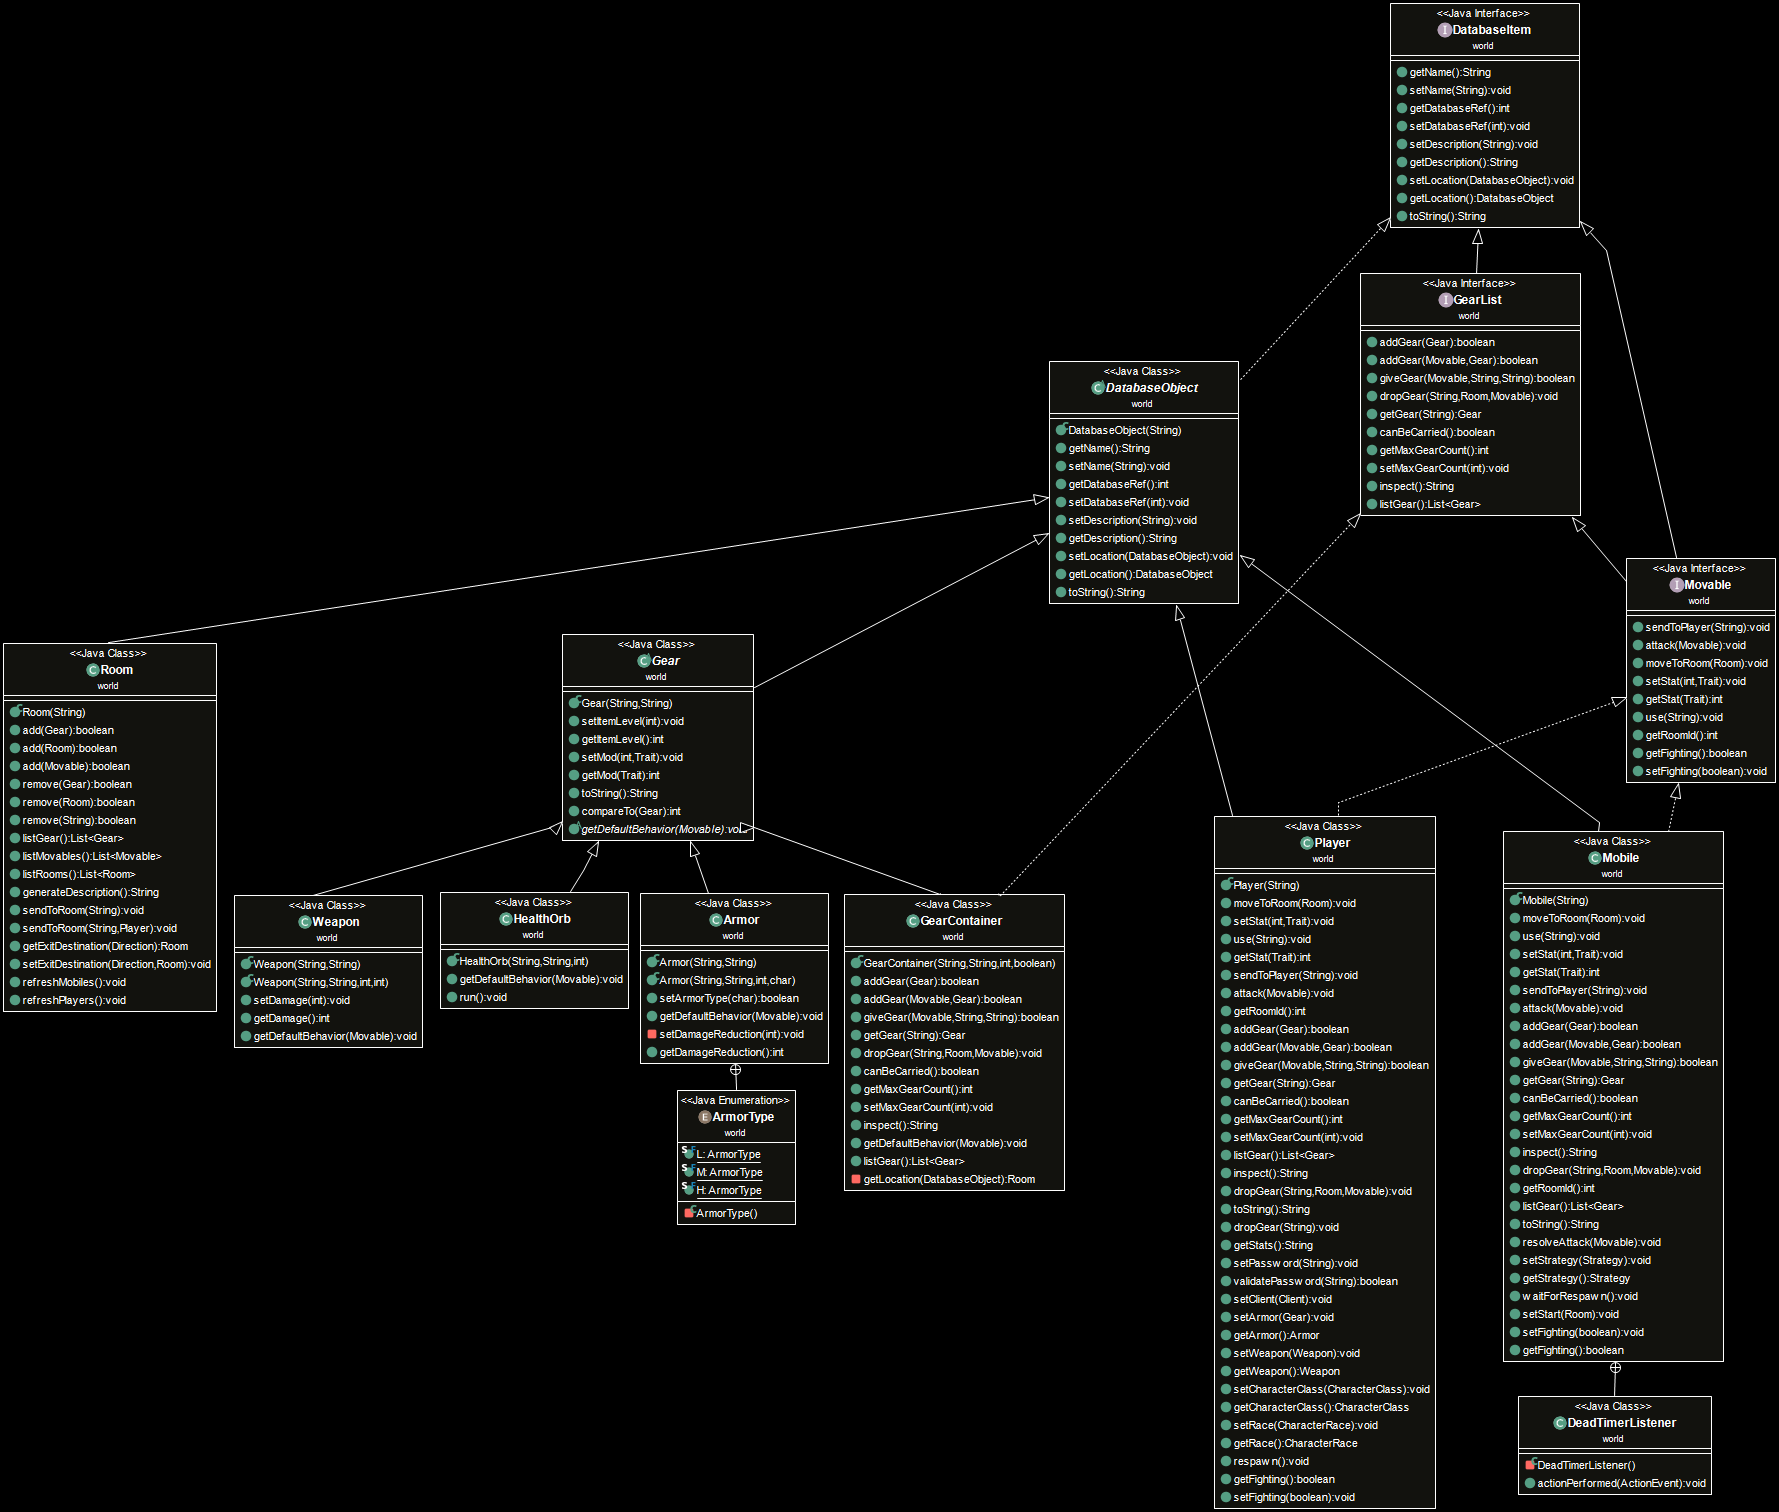 <<Java Interface>>
DatabaseItem
world
getName():String
setName(String):void
getDatabaseRef():int
setDatabaseRef(int):void
setDescription(String):void
getDescription():String
setLocation(DatabaseObject):void
getLocation():DatabaseObject
toString():String
<<Java Interface>>
GearList
world
addGear(Gear):boolean
addGear(Movable,Gear):boolean
giveGear(Movable,String,String):boolean
dropGear(String,Room,Movable):void
getGear(String):Gear
canBeCarried():boolean
getMaxGearCount():int
setMaxGearCount(int):void
inspect():String
listGear():List<Gear>
<<Java Class>>
DatabaseObject
world
DatabaseObject(String)
getName():String
setName(String):void
getDatabaseRef():int
setDatabaseRef(int):void
setDescription(String):void
getDescription():String
setLocation(DatabaseObject):void
getLocation():DatabaseObject
toString():String
<<Java Interface>>
Movable
world
sendToPlayer(String):void
attack(Movable):void
moveToRoom(Room):void
setStat(int,Trait):void
getStat(Trait):int
use(String):void
getRoomId():int
getFighting():boolean
setFighting(boolean):void
<<Java Class>>
Room
world
Room(String)
add(Gear):boolean
add(Room):boolean
add(Movable):boolean
remove(Gear):boolean
remove(Room):boolean
remove(String):boolean
listGear():List<Gear>
listMovables():List<Movable>
listRooms():List<Room>
generateDescription():String
sendToRoom(String):void
sendToRoom(String,Player):void
getExitDestination(Direction):Room
setExitDestination(Direction,Room):void
refreshMobiles():void
refreshPlayers():void
<<Java Class>>
Gear
world
Gear(String,String)
setItemLevel(int):void
getItemLevel():int
setMod(int,Trait):void
getMod(Trait):int
toString():String
compareTo(Gear):int
getDefaultBehavior(Movable):void
<<Java Class>>
Weapon
world
Weapon(String,String)
Weapon(String,String,int,int)
setDamage(int):void
getDamage():int
getDefaultBehavior(Movable):void
<<Java Class>>
HealthOrb
world
HealthOrb(String,String,int)
getDefaultBehavior(Movable):void
run():void
<<Java Class>>
Armor
world
Armor(String,String)
Armor(String,String,int,char)
setArmorType(char):boolean
getDefaultBehavior(Movable):void
setDamageReduction(int):void
getDamageReduction():int
<<Java Enumeration>>
ArmorType
world
L: ArmorType
M: ArmorType
H: ArmorType
ArmorType()
<<Java Class>>
GearContainer
world
GearContainer(String,String,int,boolean)
addGear(Gear):boolean
addGear(Movable,Gear):boolean
giveGear(Movable,String,String):boolean
getGear(String):Gear
dropGear(String,Room,Movable):void
canBeCarried():boolean
getMaxGearCount():int
setMaxGearCount(int):void
inspect():String
getDefaultBehavior(Movable):void
listGear():List<Gear>
getLocation(DatabaseObject):Room
<<Java Class>>
Player
world
Player(String)
moveToRoom(Room):void
setStat(int,Trait):void
use(String):void
getStat(Trait):int
sendToPlayer(String):void
attack(Movable):void
getRoomId():int
addGear(Gear):boolean
addGear(Movable,Gear):boolean
giveGear(Movable,String,String):boolean
getGear(String):Gear
canBeCarried():boolean
getMaxGearCount():int
setMaxGearCount(int):void
listGear():List<Gear>
inspect():String
dropGear(String,Room,Movable):void
toString():String
dropGear(String):void
getStats():String
setPassword(String):void
validatePassword(String):boolean
setClient(Client):void
setArmor(Gear):void
getArmor():Armor
setWeapon(Weapon):void
getWeapon():Weapon
setCharacterClass(CharacterClass):void
getCharacterClass():CharacterClass
setRace(CharacterRace):void
getRace():CharacterRace
respawn():void
getFighting():boolean
setFighting(boolean):void
<<Java Class>>
Mobile
world
Mobile(String)
moveToRoom(Room):void
use(String):void
setStat(int,Trait):void
getStat(Trait):int
sendToPlayer(String):void
attack(Movable):void
addGear(Gear):boolean
addGear(Movable,Gear):boolean
giveGear(Movable,String,String):boolean
getGear(String):Gear
canBeCarried():boolean
getMaxGearCount():int
setMaxGearCount(int):void
inspect():String
dropGear(String,Room,Movable):void
getRoomId():int
listGear():List<Gear>
toString():String
resolveAttack(Movable):void
setStrategy(Strategy):void
getStrategy():Strategy
waitForRespawn():void
setStart(Room):void
setFighting(boolean):void
getFighting():boolean
<<Java Class>>
DeadTimerListener
world
DeadTimerListener()
actionPerformed(ActionEvent):void